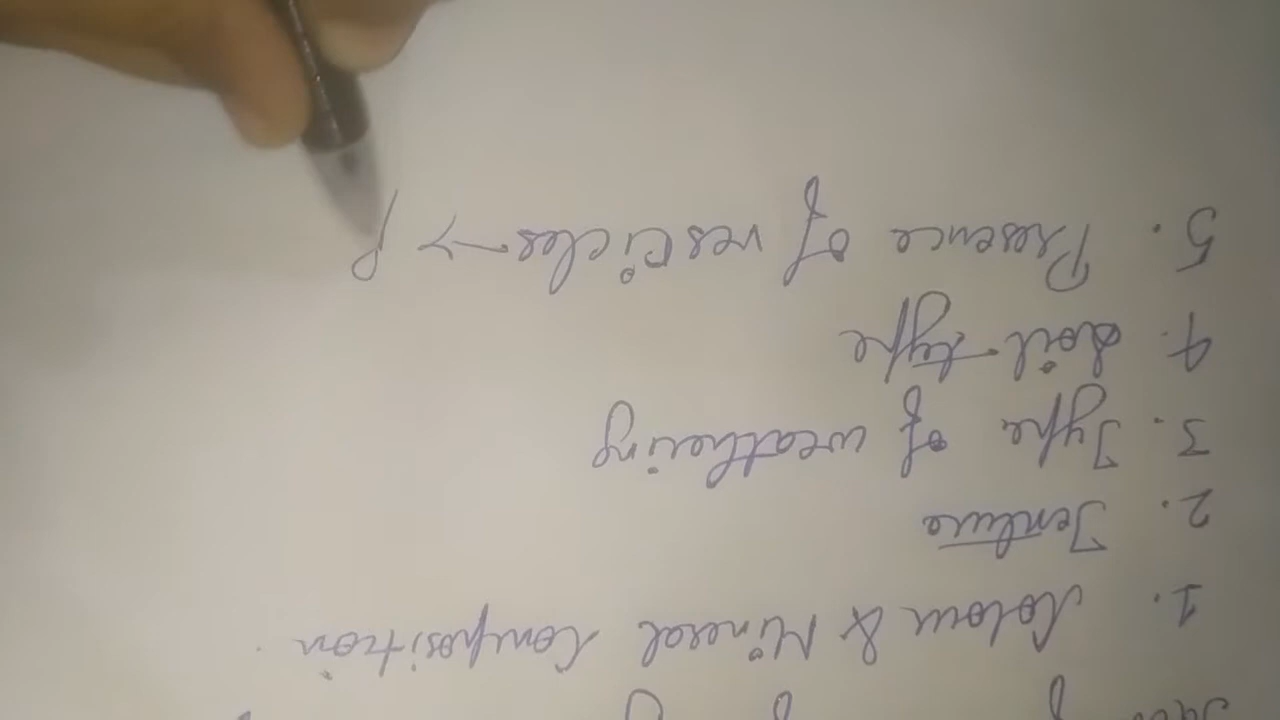 1. Colour & Mineral Composition.
2. Texture
3. Type of weathering
4. Soil type
5. Presence of vesicles →